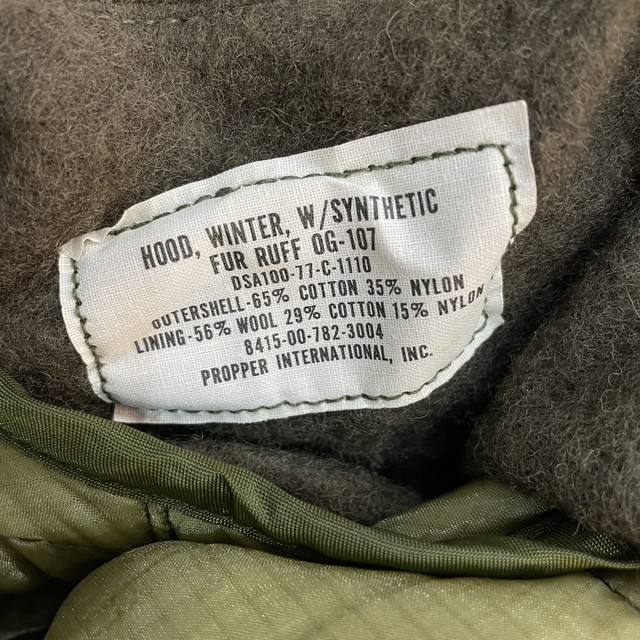 HOOD, WINTER, W/SYNTHETIC
FUR RUFF OG-107
DSA100-77-C-1110
OUTERSHELL-65% COTTON 35% NYLON
LINING-56% WOOL 29% COTTON 15% NYLON
8415-00-782-3004
PROPPER INTERNATIONAL, INC.